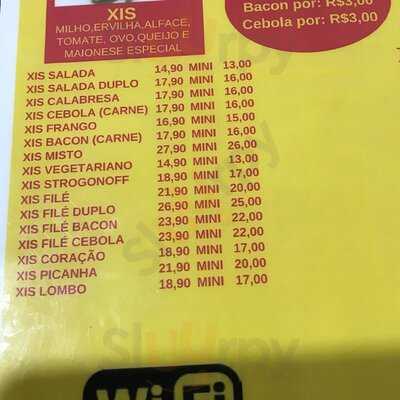 Bacon por: R$3,00
Cebola por: R$3,00
XIS
MILHO,ERVILHA,ALFACE,
TOMATE, OVO,QUEIJO E
MAIONESE ESPECIAL
XIS SALADA 14,90 MINI 13,00
XIS SALADA DUPLO 17,90 MINI 16,00
XIS CALABRESA 17,90 MINI 16,00
XIS CEBOLA (CARNE) 17,90 MINI 16,00
XIS FRANGO 16,90 MINI 15,00
XIS BACON (CARNE) 17,90 MINI 16,00
XIS MISTO 27,90 MINI 26,00
XIS VEGETARIANO 14,90 MINI 13,00
XIS STROGONOFF 18,90 MINI 17,00
XIS FILÉ 21,90 MINI 20,00
XIS FILÉ DUPLO 26,90 MINI 25,00
XIS FILÉ BACON 23,90 MINI 22,00
XIS FILÉ CEBOLA 23,90 MINI 22,00
XIS CORAÇÃO 18,90 MINI 17,00
XIS PICANHA 21,90 MINI 20,00
XIS LOMBO 18,90 MINI 17,00
Wi Fi